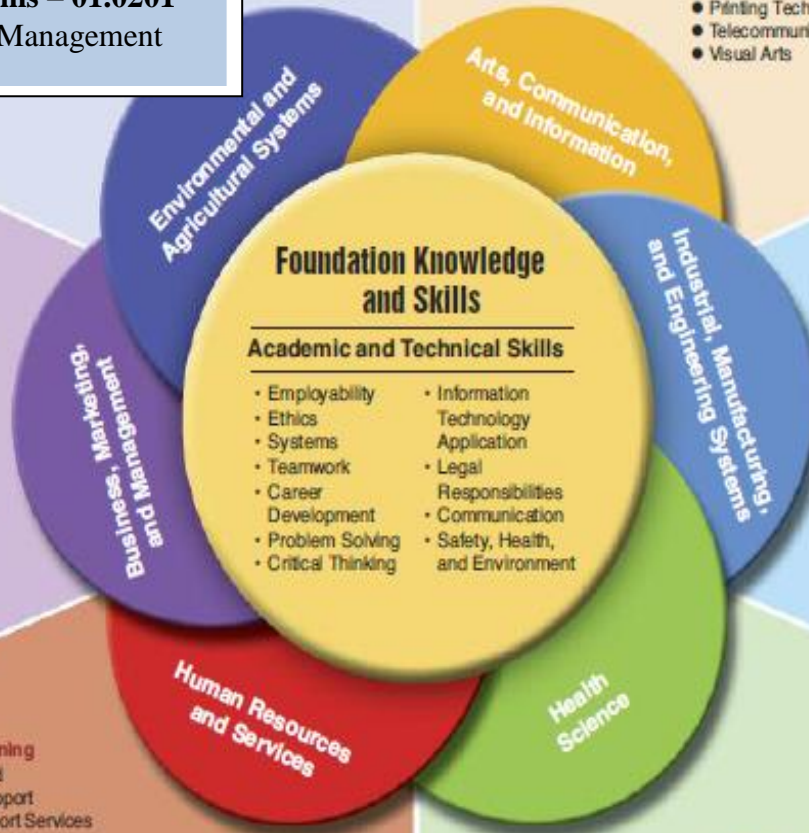 01.0201
Management
Printing Tech
Visual Arts
Environmental and
Agricultural Systems
Arts, Communication,
and Information
Industrial, Manufacturing,
and Engineering Systems
Business, Marketing,
and Management
Foundation Knowledge
and Skills
Academic and Technical Skills
• Employability
• Ethics
• Systems
• Teamwork
• Career
Development
• Problem Solving
• Critical Thinking
• Information
Technology
Application
• Legal
Responsibilities
• Communication
• Safety, Health,
and Environment
Human Resources
and Services
Health
Science
ort Services